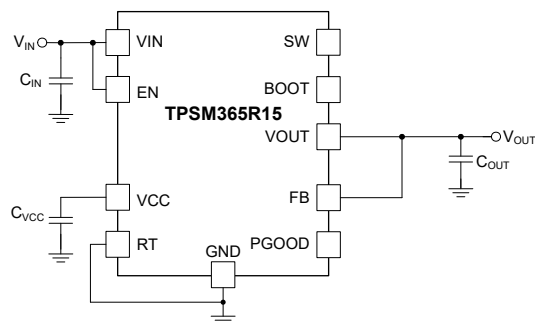 VIN
VIN
SW
CIN
EN
BOOT
TPSM365R15
VOUT
VOUT
COUT
VCC
FB
CVCC
RT
PGOOD
GND